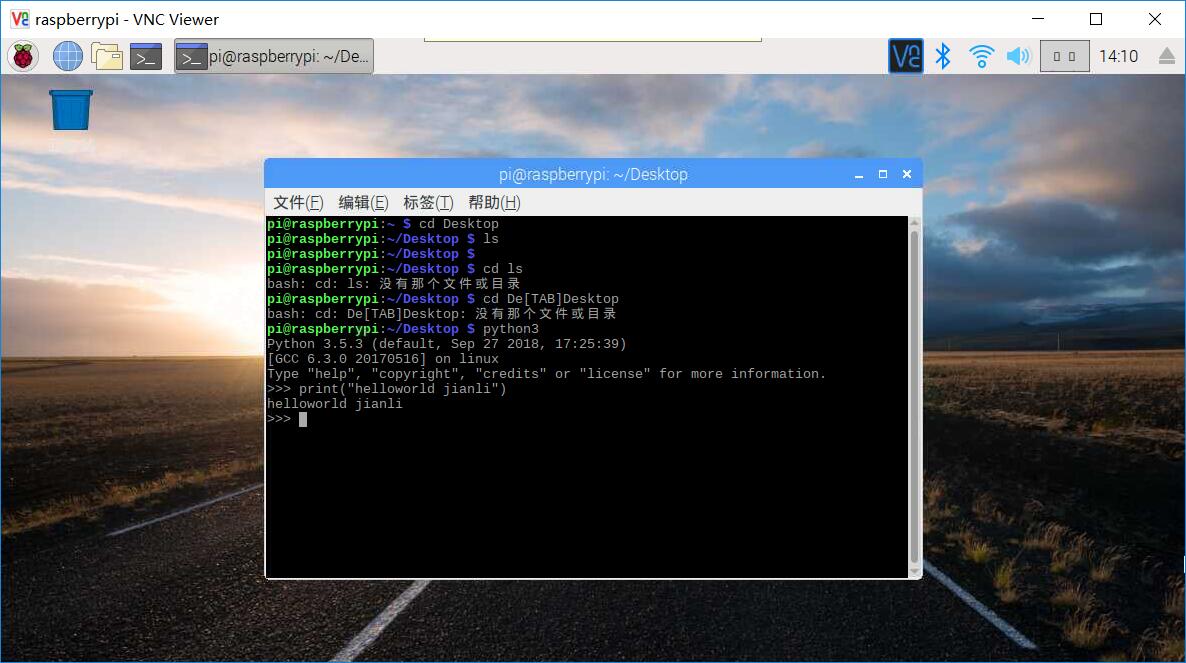 raspberrypi - VNC Viewer
pi@raspberrypi: ~/De...
14:10
pi@raspberrypi: ~/Desktop
文件(F) 编辑(E) 标签(T) 帮助(H)
pi@raspberrypi:~ $ cd Desktop
pi@raspberrypi:~/Desktop $ ls
pi@raspberrypi:~/Desktop $
pi@raspberrypi:~/Desktop $ cd ls
bash: cd: ls: 没有那个文件或目录
pi@raspberrypi:~/Desktop $ cd De[TAB]Desktop
bash: cd: De[TAB]Desktop: 没有那个文件或目录
pi@raspberrypi:~/Desktop $ python3
Python 3.5.3 (default, Sep 27 2018, 17:25:39)
[GCC 6.3.0 20170516] on linux
Type "help", "copyright", "credits" or "license" for more information.
>>> print("helloworld jianli")
helloworld jianli
>>>